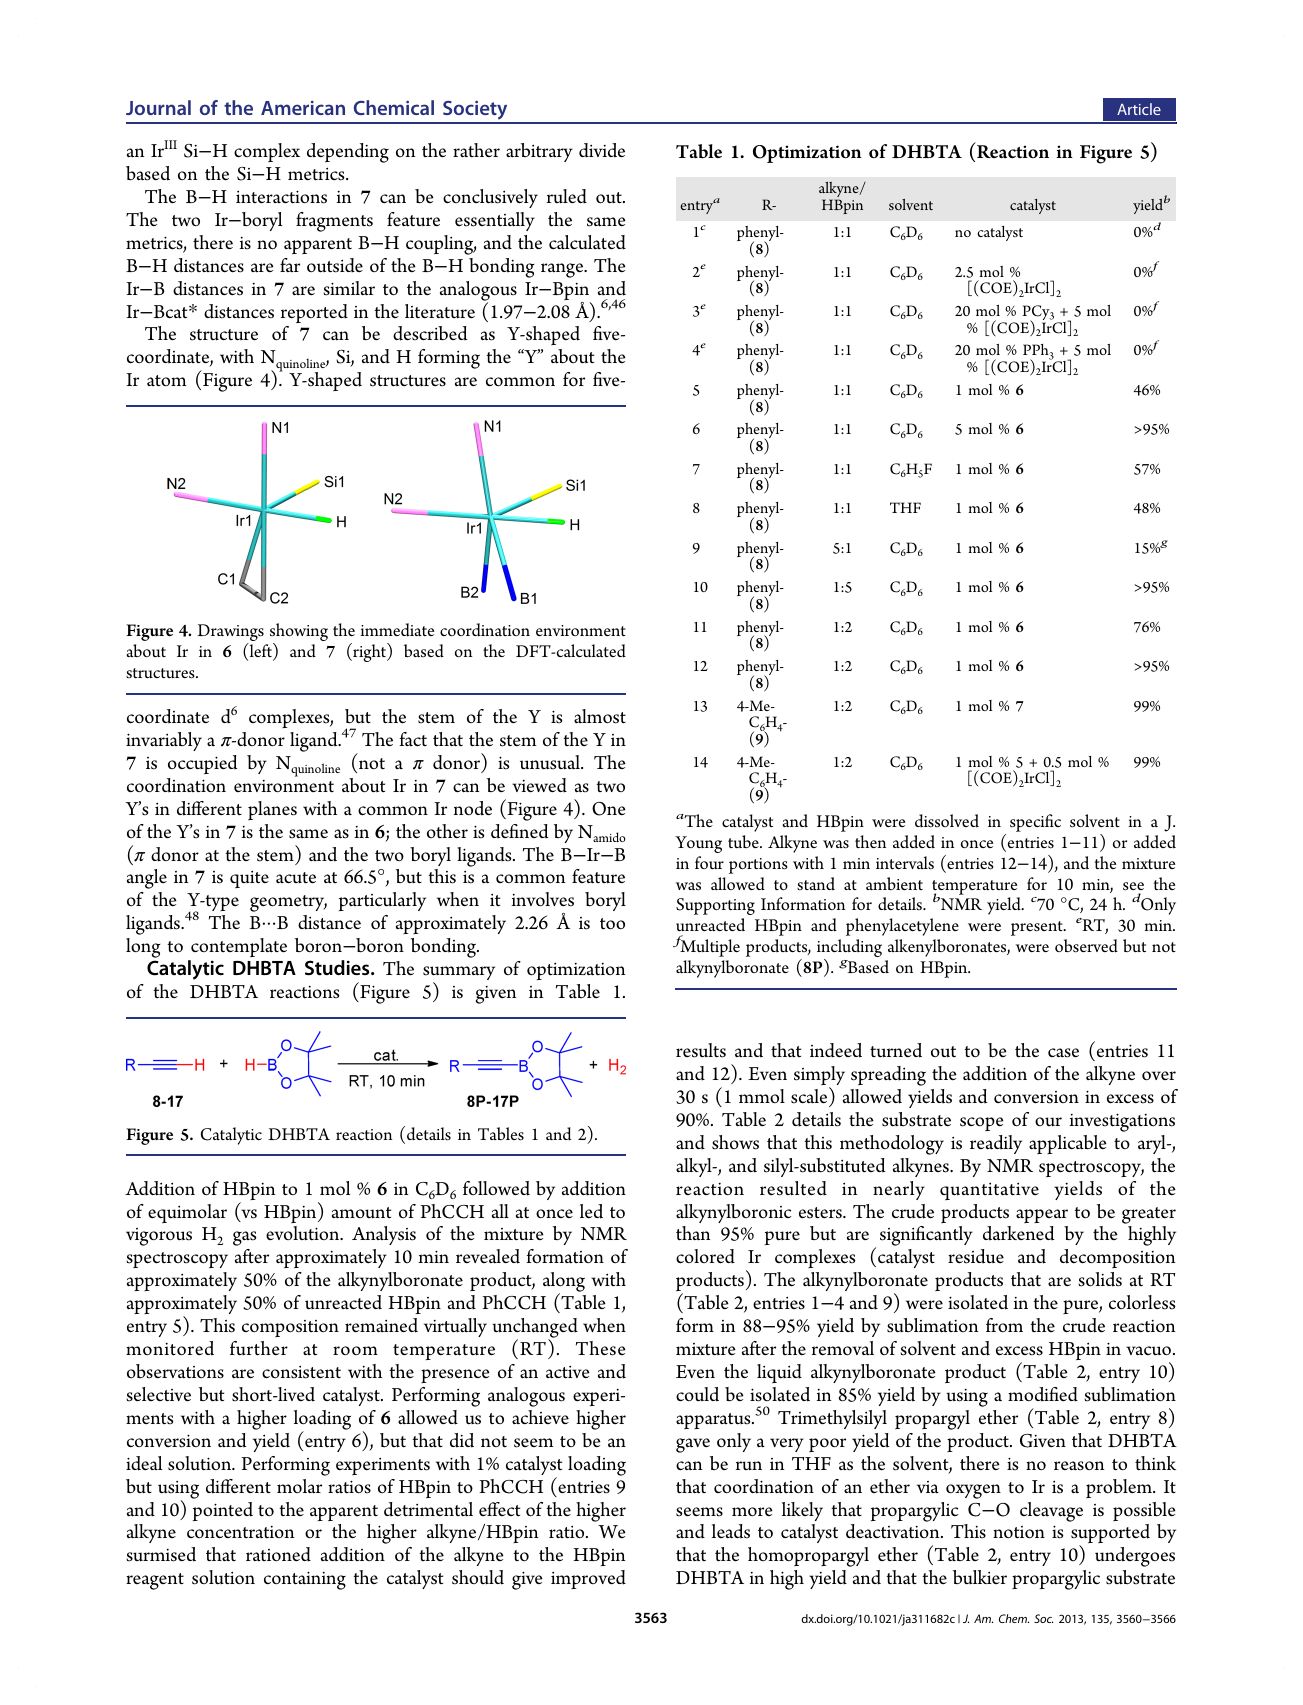 Journal of the American Chemical Society
Article
an Ir^III Si−H complex depending on the rather arbitrary divide
based on the Si−H metrics.
The B−H interactions in 7 can be conclusively ruled out.
The two Ir−boryl fragments feature essentially the same
metrics, there is no apparent B−H coupling, and the calculated
B−H distances are far outside of the B−H bonding range. The
Ir−B distances in 7 are similar to the analogous Ir−Bpin and
Ir−Bcat* distances reported in the literature (1.97−2.08 Å).^6,46
The structure of 7 can be described as Y-shaped five-
coordinate, with N_quinoline, Si, and H forming the “Y” about the
Ir atom (Figure 4). Y-shaped structures are common for five-
N1
N2
Si1
Ir1
H
C1
C2
N1
N2
Si1
Ir1
H
B2
B1
Figure 4. Drawings showing the immediate coordination environment
about Ir in 6 (left) and 7 (right) based on the DFT-calculated
structures.
coordinate d^6 complexes, but the stem of the Y is almost
invariably a π-donor ligand.^47 The fact that the stem of the Y in
7 is occupied by N_quinoline (not a π donor) is unusual. The
coordination environment about Ir in 7 can be viewed as two
Y’s in different planes with a common Ir node (Figure 4). One
of the Y’s in 7 is the same as in 6; the other is defined by N_amido
(π donor at the stem) and the two boryl ligands. The B−Ir−B
angle in 7 is quite acute at 66.5°, but this is a common feature
of the Y-type geometry, particularly when it involves boryl
ligands.^48 The B···B distance of approximately 2.26 Å is too
long to contemplate boron−boron bonding.
Catalytic DHBTA Studies. The summary of optimization
of the DHBTA reactions (Figure 5) is given in Table 1.
R H + H−B O O cat. RT, 10 min R B O O + H₂
8-17 8P-17P
Figure 5. Catalytic DHBTA reaction (details in Tables 1 and 2).
Addition of HBpin to 1 mol % 6 in C₆D₆ followed by addition
of equimolar (vs HBpin) amount of PhCCH all at once led to
vigorous H₂ gas evolution. Analysis of the mixture by NMR
spectroscopy after approximately 10 min revealed formation of
approximately 50% of the alkynylboronate product, along with
approximately 50% of unreacted HBpin and PhCCH (Table 1,
entry 5). This composition remained virtually unchanged when
monitored further at room temperature (RT). These
observations are consistent with the presence of an active and
selective but short-lived catalyst. Performing analogous experi-
ments with a higher loading of 6 allowed us to achieve higher
conversion and yield (entry 6), but that did not seem to be an
ideal solution. Performing experiments with 1% catalyst loading
but using different molar ratios of HBpin to PhCCH (entries 9
and 10) pointed to the apparent detrimental effect of the higher
alkyne concentration or the higher alkyne/HBpin ratio. We
surmised that rationed addition of the alkyne to the HBpin
reagent solution containing the catalyst should give improved
Table 1. Optimization of DHBTA (Reaction in Figure 5)
entry^a R- alkyne/HBpin solvent catalyst yield^b
1^c phenyl- 1:1 C₆D₆ no catalyst 0%^d
(8)
2^e phenyl- 1:1 C₆D₆ 2.5 mol % 0%^f
(8) [(COE)₂IrCl]₂
3^e phenyl- 1:1 C₆D₆ 20 mol % PCy₃ + 5 mol 0%^f
(8) % [(COE)₂IrCl]₂
4^e phenyl- 1:1 C₆D₆ 20 mol % PPh₃ + 5 mol 0%^f
(8) % [(COE)₂IrCl]₂
5 phenyl- 1:1 C₆D₆ 1 mol % 6 46%
(8)
6 phenyl- 1:1 C₆D₆ 5 mol % 6 >95%
(8)
7 phenyl- 1:1 C₆H₅F 1 mol % 6 57%
(8)
8 phenyl- 1:1 THF 1 mol % 6 48%
(8)
9 phenyl- 5:1 C₆D₆ 1 mol % 6 15%^g
(8)
10 phenyl- 1:5 C₆D₆ 1 mol % 6 >95%
(8)
11 phenyl- 1:2 C₆D₆ 1 mol % 6 76%
(8)
12 phenyl- 1:2 C₆D₆ 1 mol % 6 >95%
(8)
13 4-Me- 1:2 C₆D₆ 1 mol % 7 99%
C₆H₄-
(9)
14 4-Me- 1:2 C₆D₆ 1 mol % 5 + 0.5 mol % 99%
C₆H₄- [(COE)₂IrCl]₂
(9)
^aThe catalyst and HBpin were dissolved in specific solvent in a J.
Young tube. Alkyne was then added in once (entries 1−11) or added
in four portions with 1 min intervals (entries 12−14), and the mixture
was allowed to stand at ambient temperature for 10 min, see the
Supporting Information for details. ^bNMR yield. ^c70 °C, 24 h. ^dOnly
unreacted HBpin and phenylacetylene were present. ^eRT, 30 min.
^fMultiple products, including alkenylboronates, were observed but not
alkynylboronate (8P). ^gBased on HBpin.
results and that indeed turned out to be the case (entries 11
and 12). Even simply spreading the addition of the alkyne over
30 s (1 mmol scale) allowed yields and conversion in excess of
90%. Table 2 details the substrate scope of our investigations
and shows that this methodology is readily applicable to aryl-,
alkyl-, and silyl-substituted alkynes. By NMR spectroscopy, the
reaction resulted in nearly quantitative yields of the
alkynylboronic esters. The crude products appear to be greater
than 95% pure but are significantly darkened by the highly
colored Ir complexes (catalyst residue and decomposition
products). The alkynylboronate products that are solids at RT
(Table 2, entries 1−4 and 9) were isolated in the pure, colorless
form in 88−95% yield by sublimation from the crude reaction
mixture after the removal of solvent and excess HBpin in vacuo.
Even the liquid alkynylboronate product (Table 2, entry 10)
could be isolated in 85% yield by using a modified sublimation
apparatus.^50 Trimethylsilyl propargyl ether (Table 2, entry 8)
gave only a very poor yield of the product. Given that DHBTA
can be run in THF as the solvent, there is no reason to think
that coordination of an ether via oxygen to Ir is a problem. It
seems more likely that propargylic C−O cleavage is possible
and leads to catalyst deactivation. This notion is supported by
that the homopropargyl ether (Table 2, entry 10) undergoes
DHBTA in high yield and that the bulkier propargylic substrate
3563
dx.doi.org/10.1021/ja311682c | J. Am. Chem. Soc. 2013, 135, 3560−3566